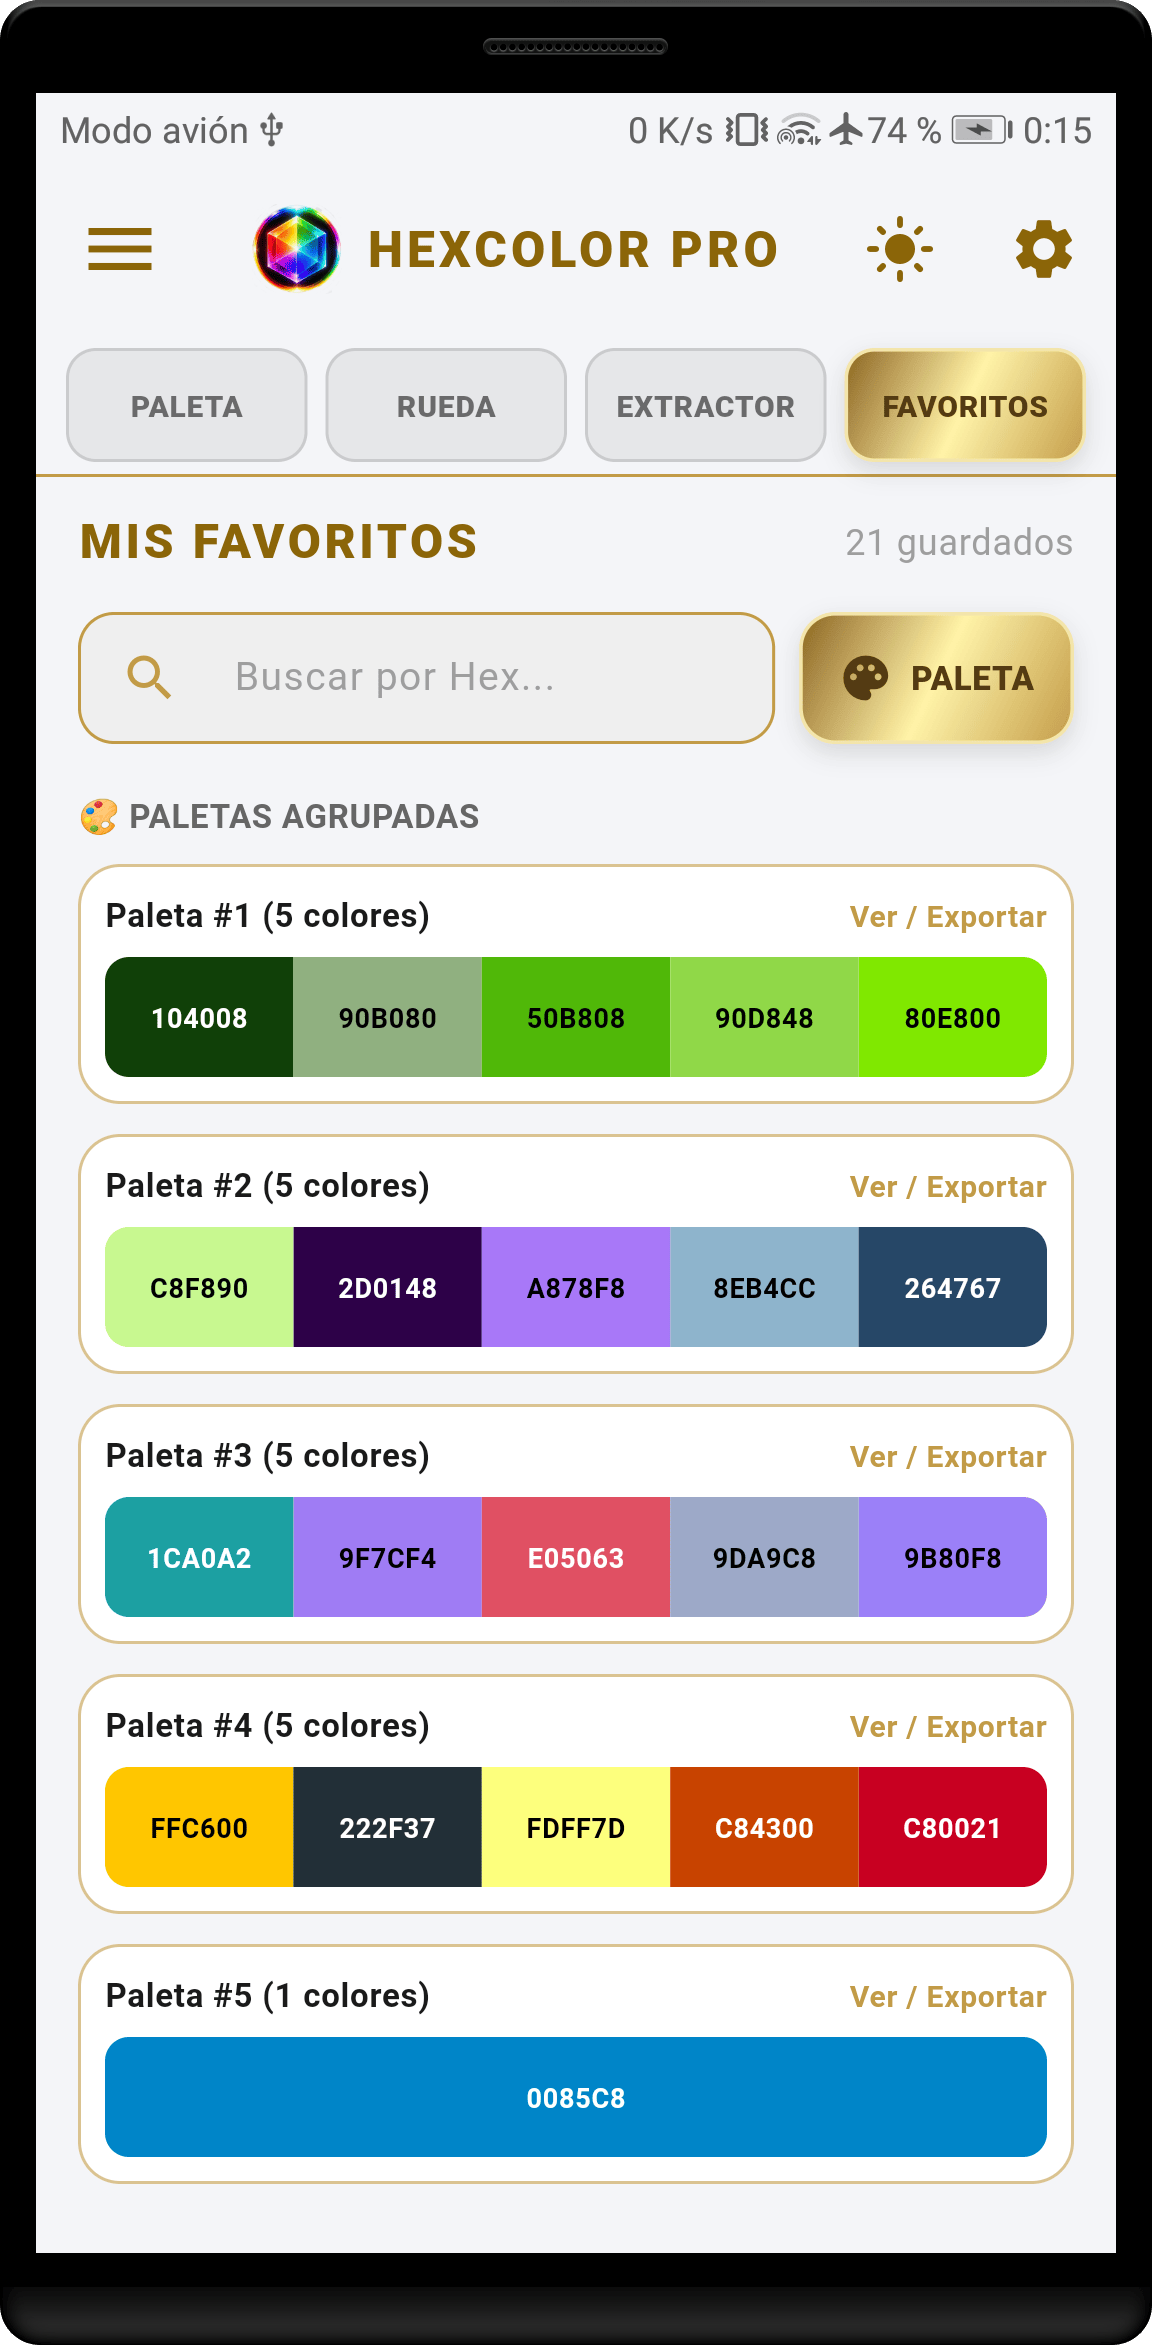 Modo avión 0 K/s 74 % 0:15
HEXCOLOR PRO
PALETA RUEDA EXTRACTOR FAVORITOS
MIS FAVORITOS 21 guardados
Buscar por Hex... PALETA
🎨 PALETAS AGRUPADAS
Paleta #1 (5 colores) Ver / Exportar
104008 90B080 50B808 90D848 80E800
Paleta #2 (5 colores) Ver / Exportar
C8F890 2D0148 A878F8 8EB4CC 264767
Paleta #3 (5 colores) Ver / Exportar
1CA0A2 9F7CF4 E05063 9DA9C8 9B80F8
Paleta #4 (5 colores) Ver / Exportar
FFC600 222F37 FDFF7D C84300 C80021
Paleta #5 (1 colores) Ver / Exportar
0085C8